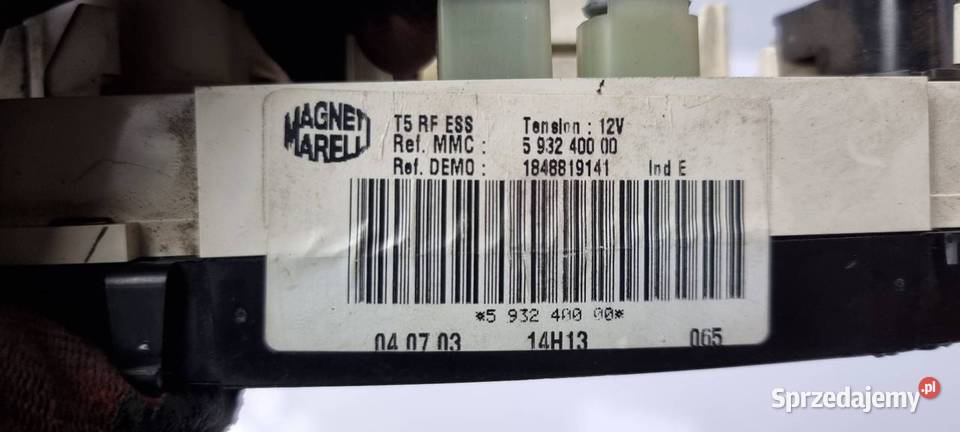 MAGNETI
MARELLI
T5 RF ESS Tension : 12V
Ref. MMC : 5 932 400 00
Ref. DEMO : 1848819141 Ind E
*5 932 400 00*
04 07 03 14H13 065
Sprzedajemy.pl